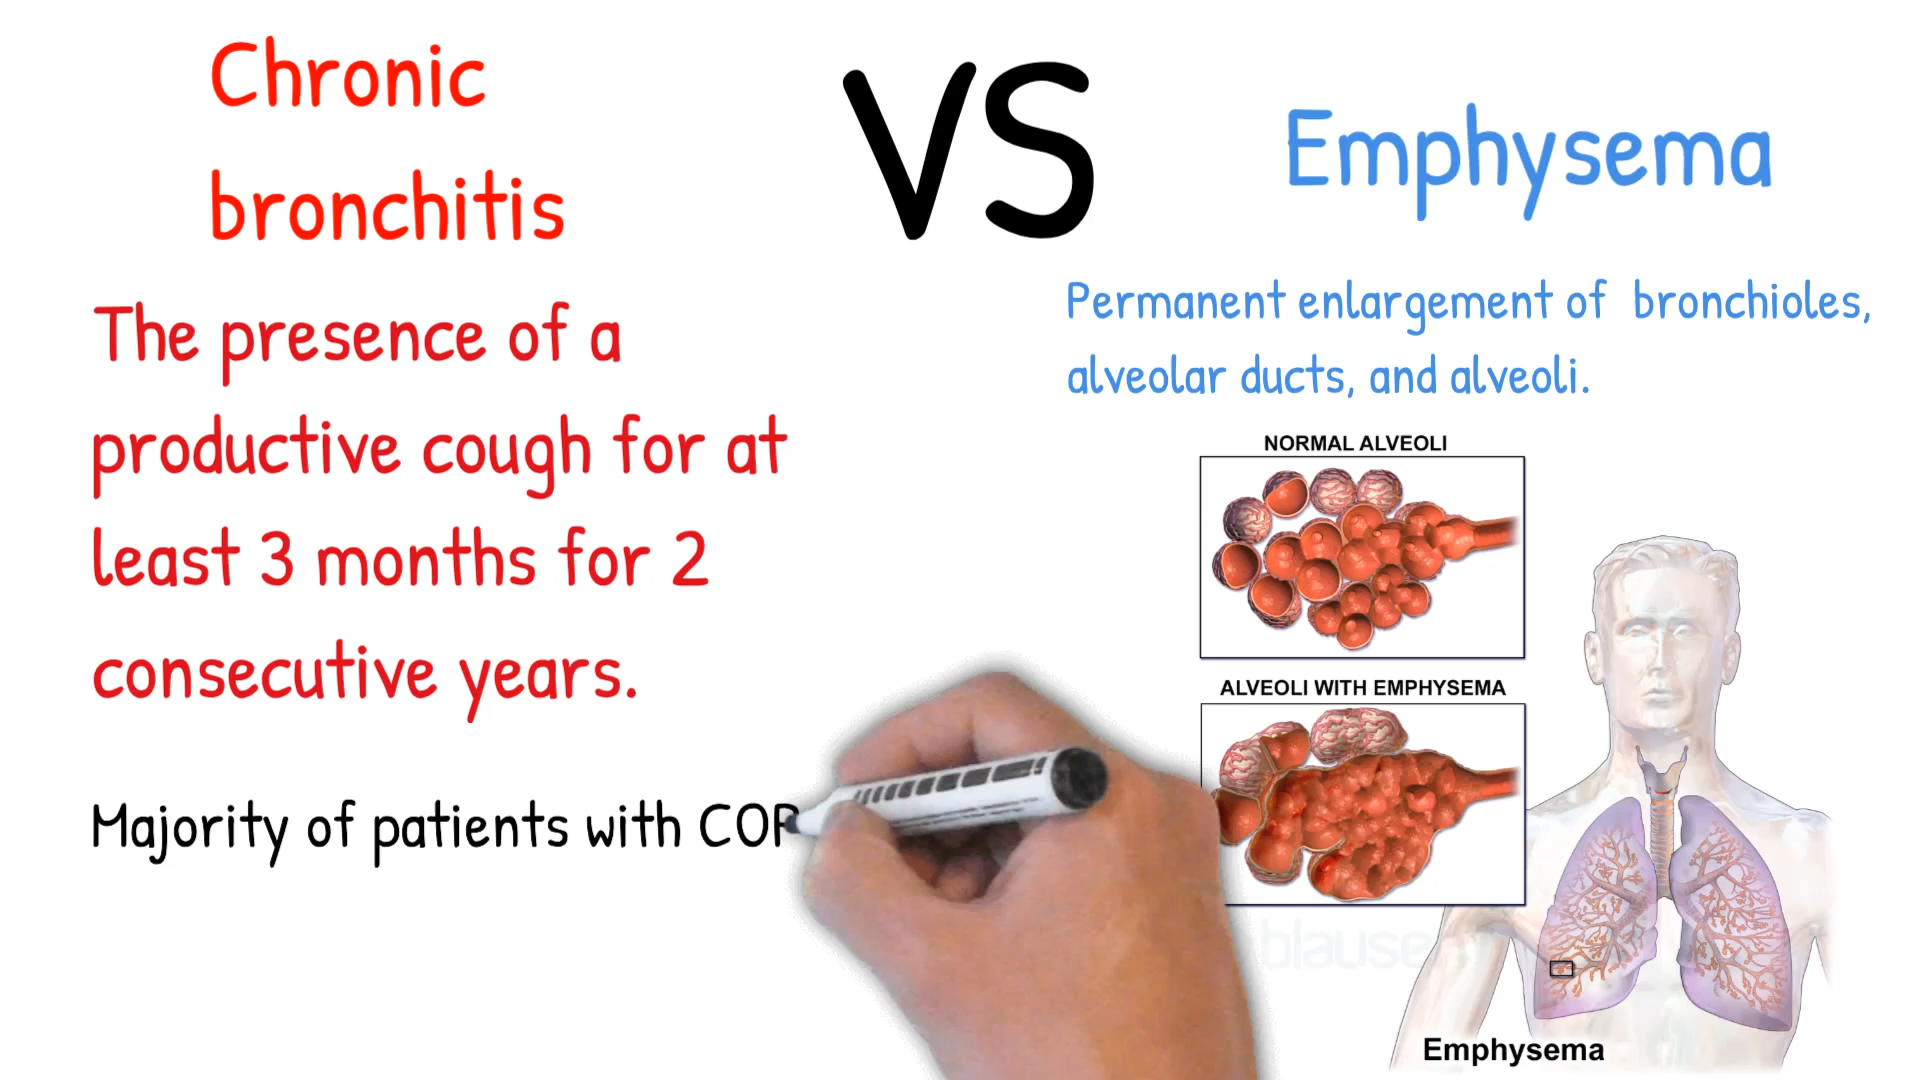 Chronic
bronchitis
VS
Emphysema
The presence of a
productive cough for at
least 3 months for 2
consecutive years.
Majority of patients with COP
Permanent enlargement of bronchioles,
alveolar ducts, and alveoli.
NORMAL ALVEOLI
ALVEOLI WITH EMPHYSEMA
blausen
Emphysema